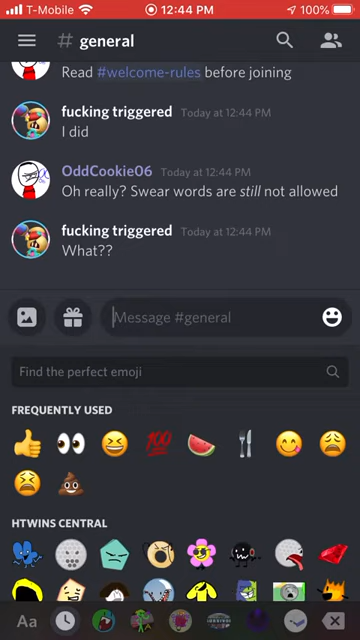 T-Mobile
12:44 PM
100%
# general
Read #welcome-rules before joining
fucking triggered Today at 12:44 PM
I did
OddCookie06 Today at 12:44 PM
Oh really? Swear words are still not allowed
fucking triggered Today at 12:44 PM
What??
Message #general
Find the perfect emoji
FREQUENTLY USED
100
HTWINS CENTRAL
Aa